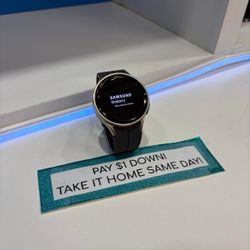 SAMSUNG
Galaxy
PAY $1 DOWN!
TAKE IT HOME SAME DAY!